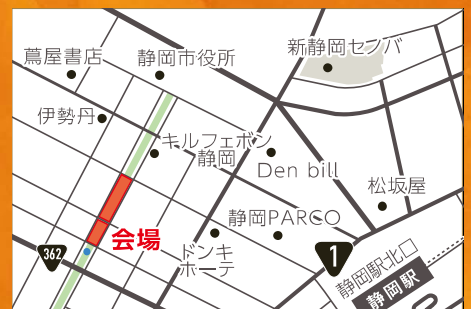 蔦屋書店
静岡市役所
新静岡セノバ
伊勢丹
キルフェボン
静岡
Den bill
松坂屋
静岡PARCO
会場
ドンキ
ホーテ
362
1
静岡駅北口
静岡駅